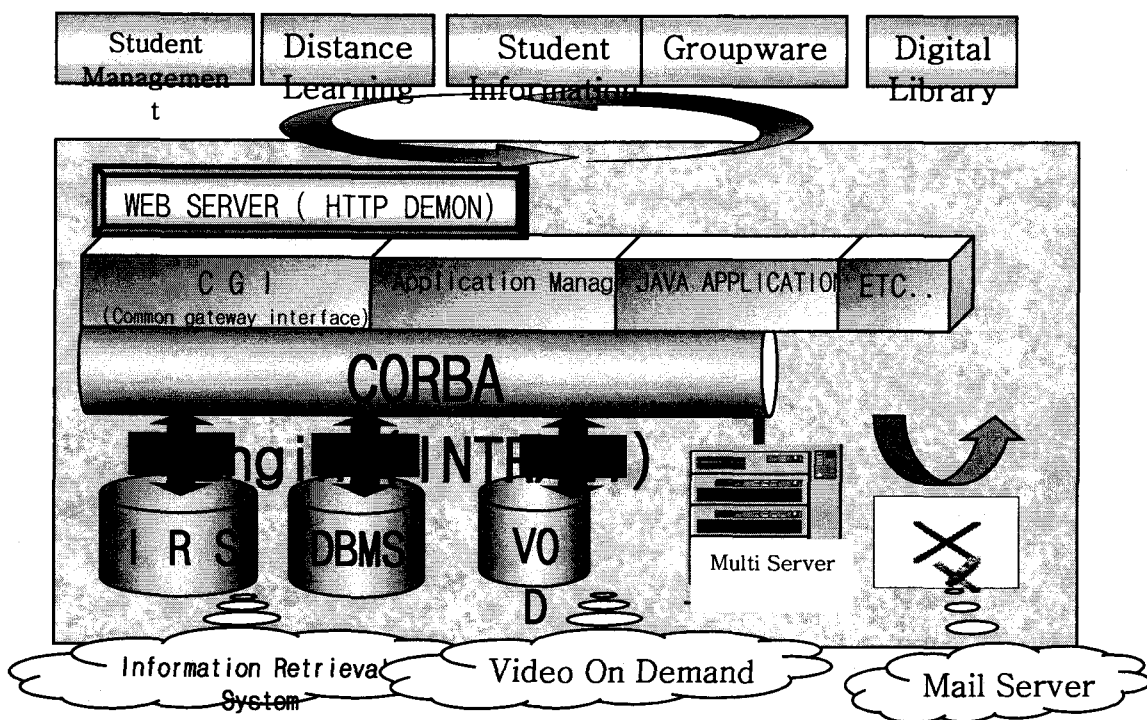 Student
Managemen
t
Distance
Learning
Student
Information
Groupware
Digital
Library
WEB SERVER ( HTTP DEMON)
C G I
(Common gateway interface)
Application Manag
JAVA APPLICATION
ETC..
CORBA
I R S
DBMS
VO
D
Multi Server
Information Retrieval
System
Video On Demand
Mail Server